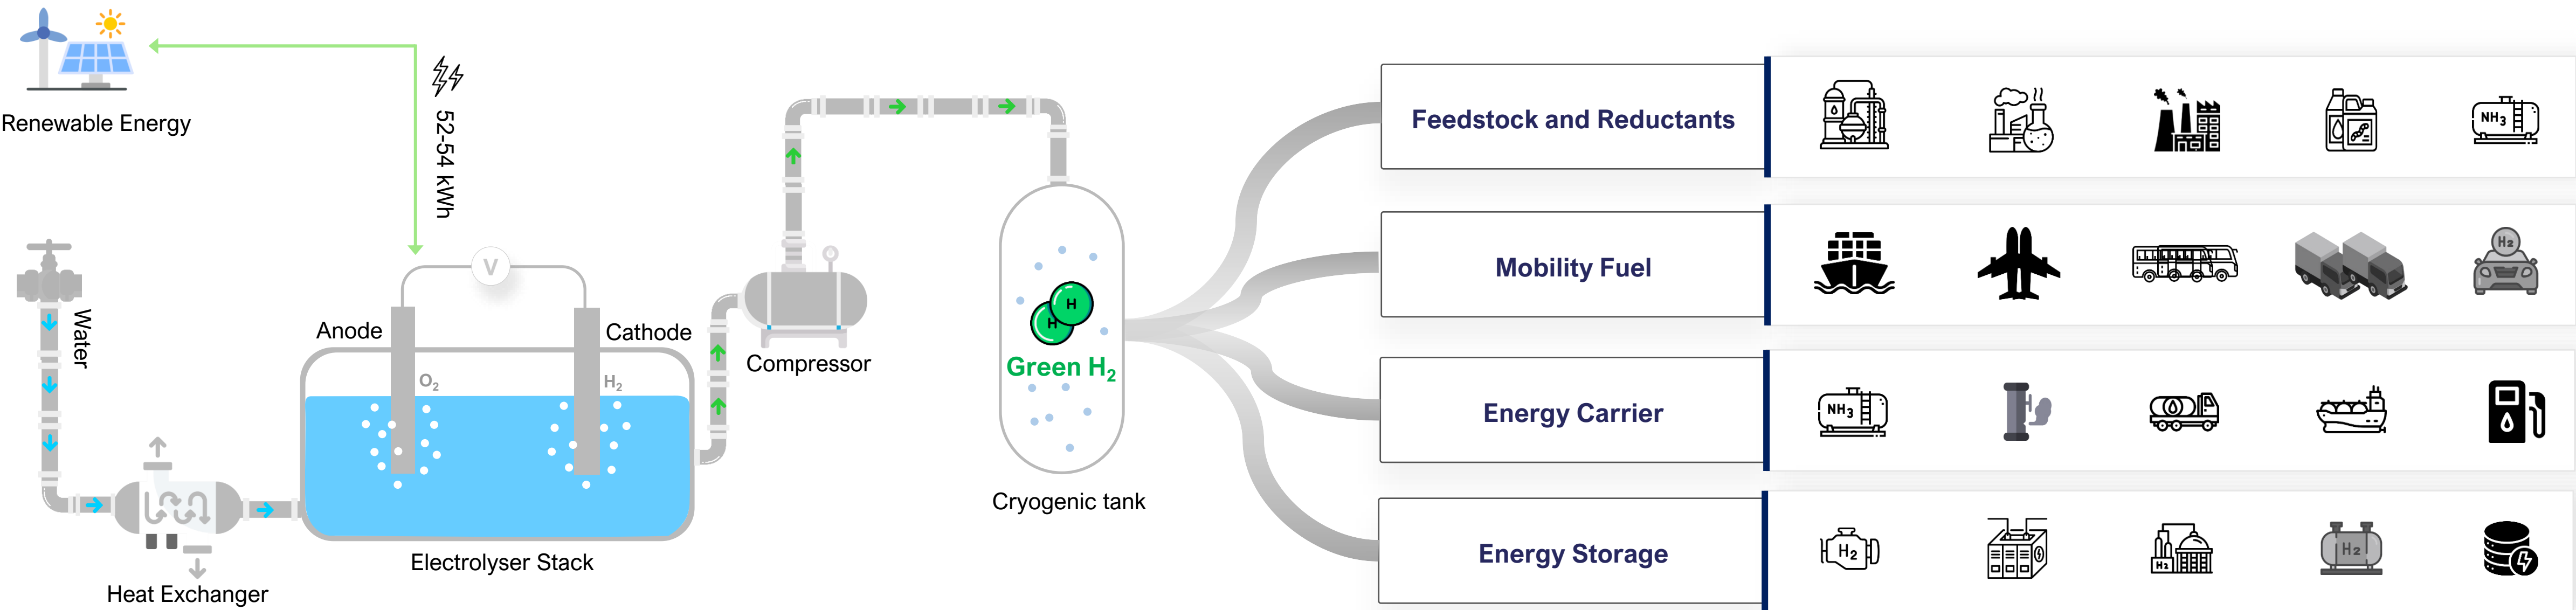 Renewable Energy
52-54 kWh
Water
Heat Exchanger
V
Anode
Cathode
O₂
H₂
Electrolyser Stack
Compressor
H
H
Green H₂
Cryogenic tank
Feedstock and Reductants
NH₃
Mobility Fuel
H₂
Energy Carrier
NH₃
Energy Storage
H₂
H₂
H₂